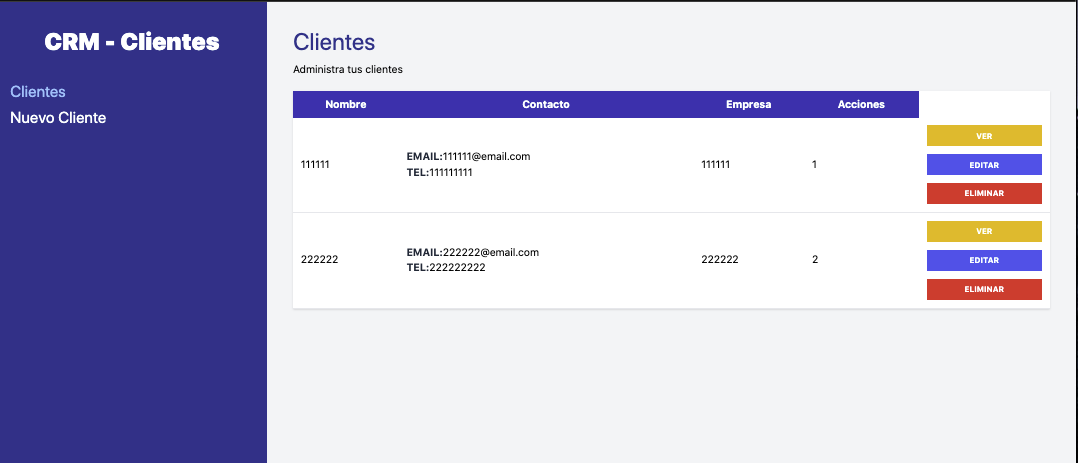 CRM - Clientes
Clientes
Nuevo Cliente
Clientes
Administra tus clientes
Nombre Contacto Empresa Acciones
111111
EMAIL:111111@email.com
TEL:111111111
111111
1
VER
EDITAR
ELIMINAR
222222
EMAIL:222222@email.com
TEL:222222222
222222
2
VER
EDITAR
ELIMINAR